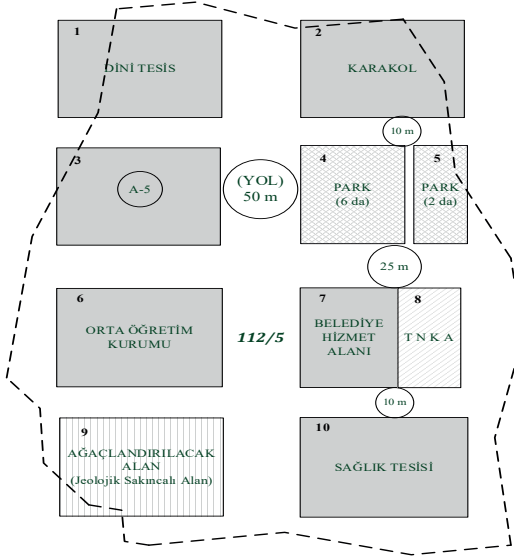 1
DİNİ TESİS
2
KARAKOL
10 m
3
A-5
(YOL)
50 m
4
PARK
(6 da)
5
PARK
(2 da)
25 m
6
ORTA ÖĞRETİM
KURUMU
112/5
7
BELEDİYE
HİZMET
ALANI
8
T N K A
10 m
9
AĞAÇLANDIRILACAK
ALAN
(Jeolojik Sakıncalı Alan)
10
SAĞLIK TESİSİ